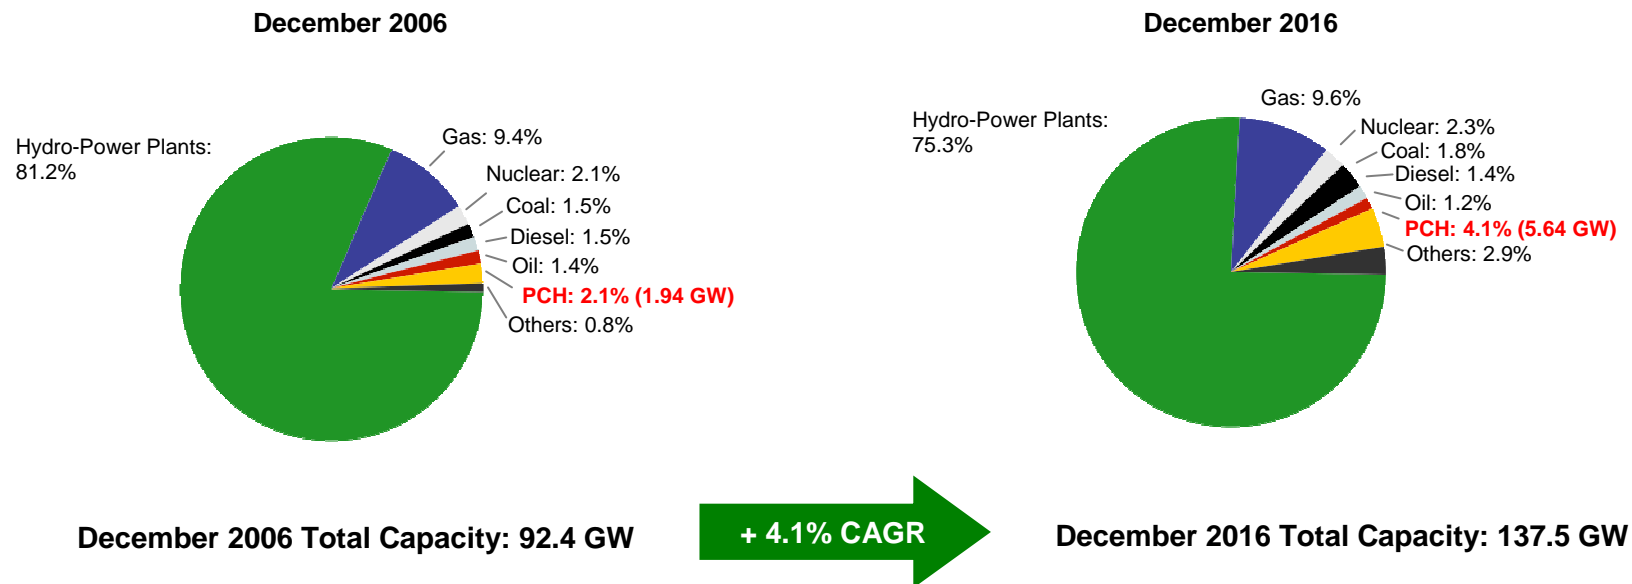 December 2006
Hydro-Power Plants:
81.2%
Gas: 9.4%
Nuclear: 2.1%
Coal: 1.5%
Diesel: 1.5%
Oil: 1.4%
PCH: 2.1% (1.94 GW)
Others: 0.8%
December 2006 Total Capacity: 92.4 GW
+ 4.1% CAGR
December 2016
Hydro-Power Plants:
75.3%
Gas: 9.6%
Nuclear: 2.3%
Coal: 1.8%
Diesel: 1.4%
Oil: 1.2%
PCH: 4.1% (5.64 GW)
Others: 2.9%
December 2016 Total Capacity: 137.5 GW